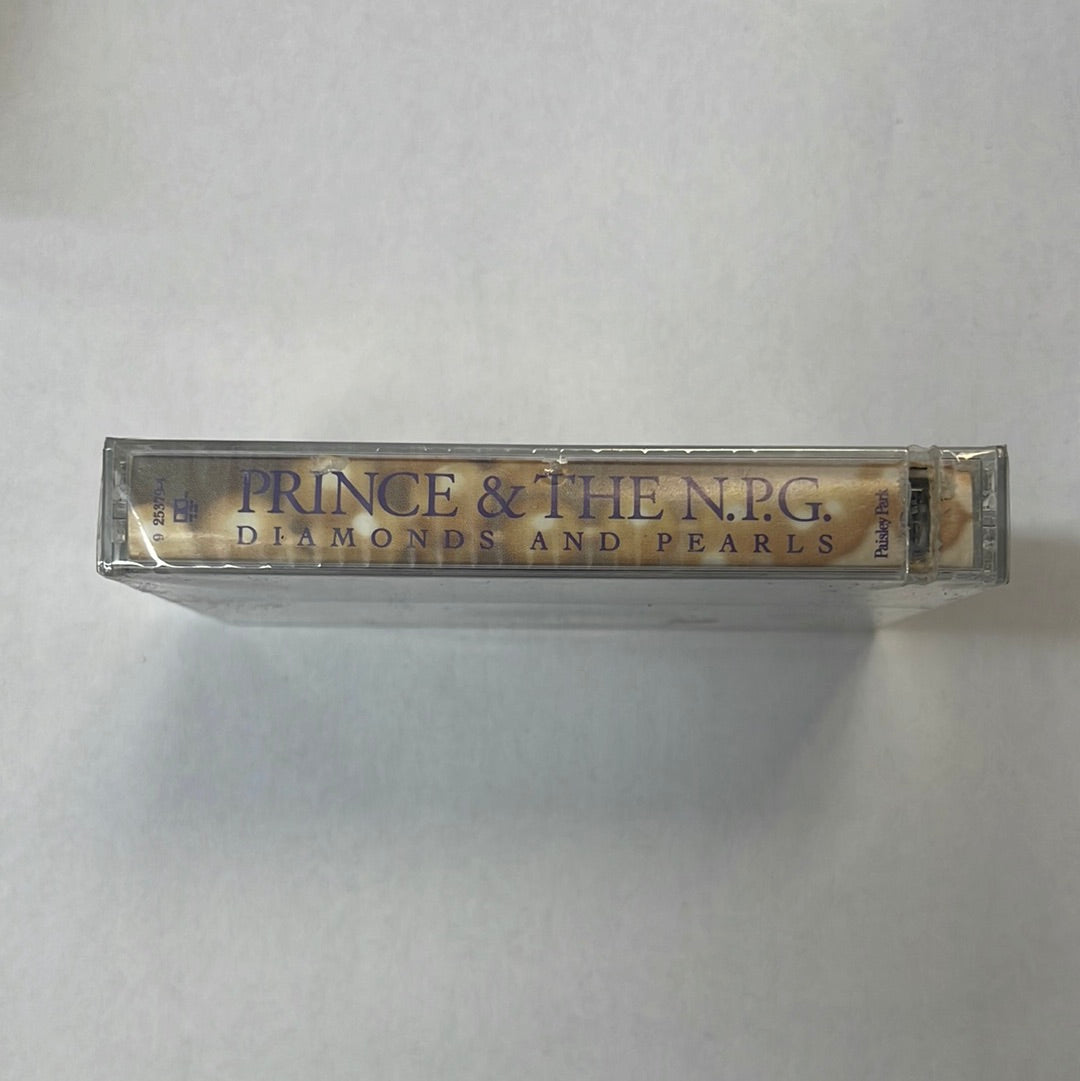 9 25379-4
PRINCE & THE N.P.G.
DIAMONDS AND PEARLS
Paisley Park